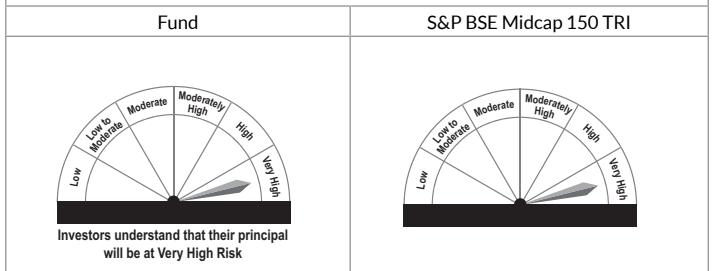 Fund
S&P BSE Midcap 150 TRI
Low
Low to
Moderate
Moderate
Moderately
High
High
Very High
Investors understand that their principal
will be at Very High Risk
Low
Low to
Moderate
Moderate
Moderately
High
High
Very High